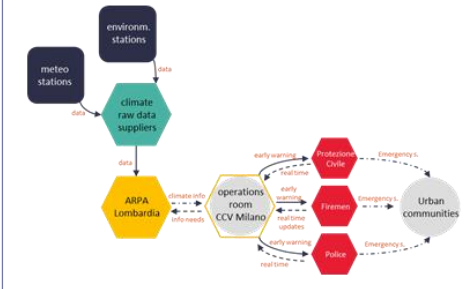 environm.
stations
meteo
stations
data
data
climate
raw data
suppliers
data
ARPA
Lombardia
climate info
info needs
operations
room
CCV Milano
early warning
real time
early
warning
real time
updates
early warning
real time
Protezione
Civile
Firemen
Police
Emergency s.
Emergency s.
Emergency s.
Urban
communities